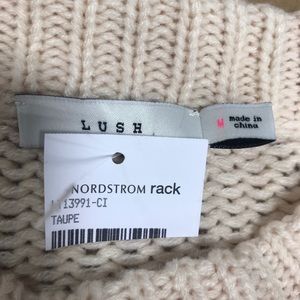 LUSH
M made in
china
NORDSTROM rack
13991-CI
TAUPE